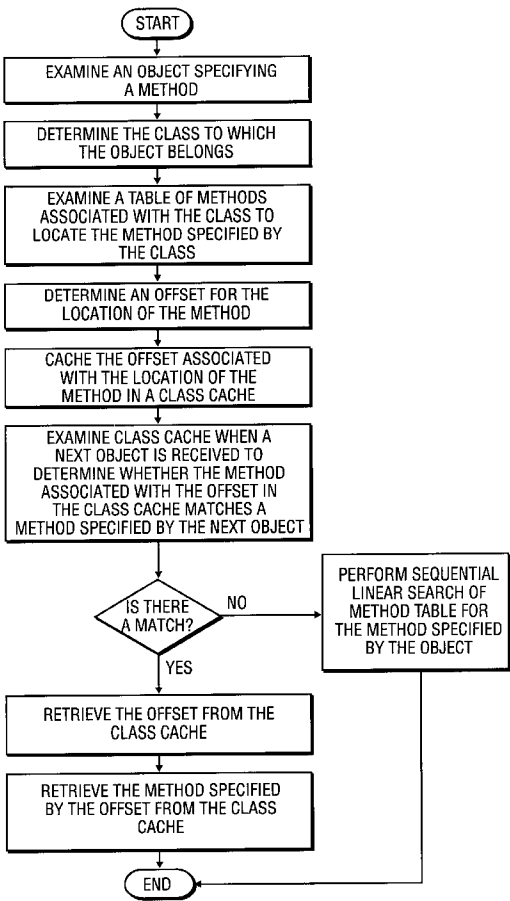 START
EXAMINE AN OBJECT SPECIFYING
A METHOD
DETERMINE THE CLASS TO WHICH
THE OBJECT BELONGS
EXAMINE A TABLE OF METHODS
ASSOCIATED WITH THE CLASS TO
LOCATE THE METHOD SPECIFIED BY
THE CLASS
DETERMINE AN OFFSET FOR THE
LOCATION OF THE METHOD
CACHE THE OFFSET ASSOCIATED
WITH THE LOCATION OF THE
METHOD IN A CLASS CACHE
EXAMINE CLASS CACHE WHEN A
NEXT OBJECT IS RECEIVED TO
DETERMINE WHETHER THE METHOD
ASSOCIATED WITH THE OFFSET IN
THE CLASS CACHE MATCHES A
METHOD SPECIFIED BY THE NEXT OBJECT
IS THERE
A MATCH?
NO
PERFORM SEQUENTIAL
LINEAR SEARCH OF
METHOD TABLE FOR
THE METHOD SPECIFIED
BY THE OBJECT
YES
RETRIEVE THE OFFSET FROM THE
CLASS CACHE
RETRIEVE THE METHOD SPECIFIED
BY THE OFFSET FROM THE CLASS
CACHE
END